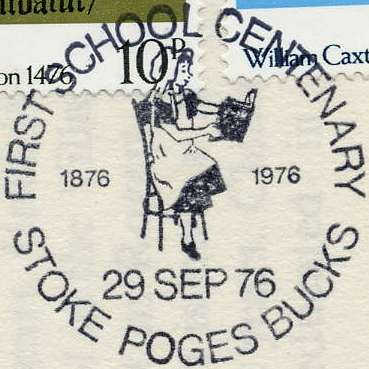 10P
on 1476
William Caxt
FIRST SCHOOL CENTENARY
1876
1976
29 SEP 76
STOKE POGES BUCKS